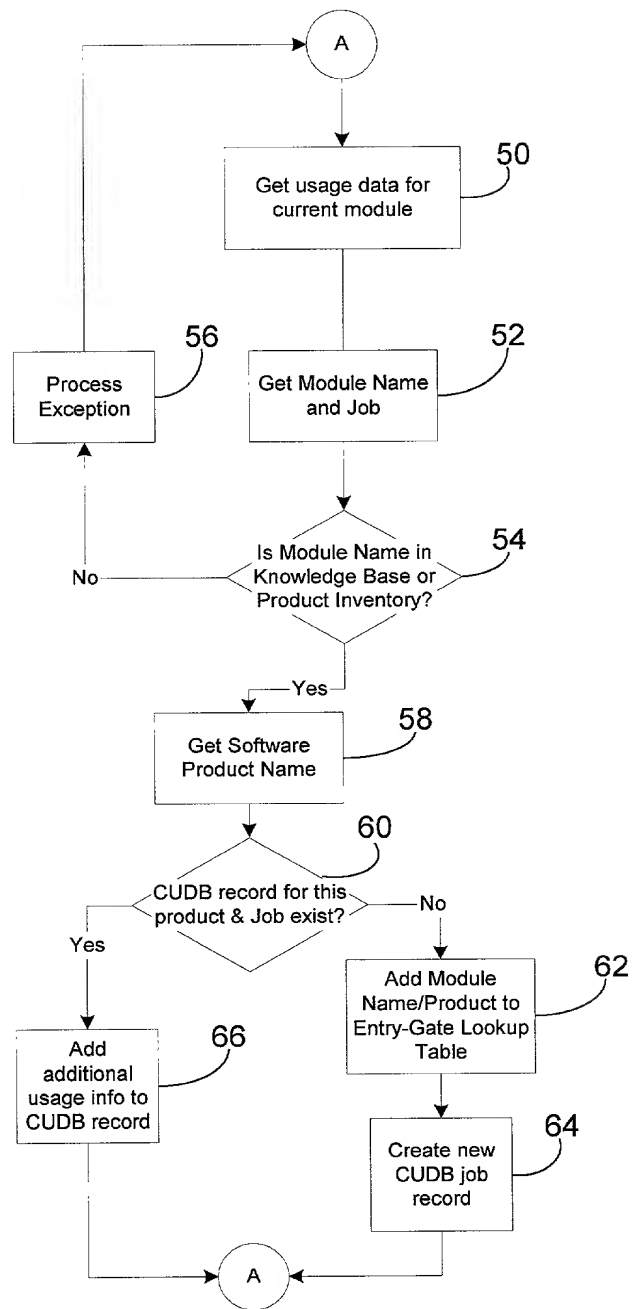 A
50
Get usage data for
current module
56
52
Process
Exception
Get Module Name
and Job
54
Is Module Name in
Knowledge Base or
Product Inventory?
No
Yes
58
Get Software
Product Name
60
CUDB record for this
product & Job exist?
No
Yes
62
Add Module
Name/Product to
Entry-Gate Lookup
Table
66
Add
additional
usage info to
CUDB record
64
Create new
CUDB job
record
A